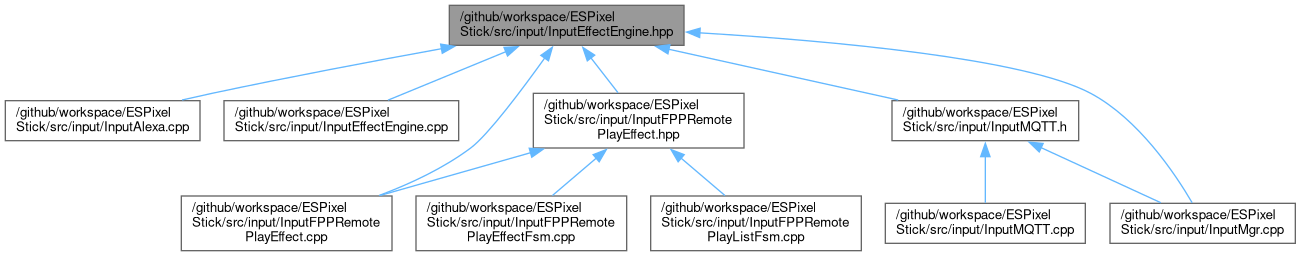 /github/workspace/ESPixel
Stick/src/input/InputEffectEngine.hpp
/github/workspace/ESPixel
Stick/src/input/InputAlexa.cpp
/github/workspace/ESPixel
Stick/src/input/InputEffectEngine.cpp
/github/workspace/ESPixel
Stick/src/input/InputFPPRemote
PlayEffect.hpp
/github/workspace/ESPixel
Stick/src/input/InputMQTT.h
/github/workspace/ESPixel
Stick/src/input/InputFPPRemote
PlayEffect.cpp
/github/workspace/ESPixel
Stick/src/input/InputFPPRemote
PlayEffectFsm.cpp
/github/workspace/ESPixel
Stick/src/input/InputFPPRemote
PlayListFsm.cpp
/github/workspace/ESPixel
Stick/src/input/InputMQTT.cpp
/github/workspace/ESPixel
Stick/src/input/InputMgr.cpp